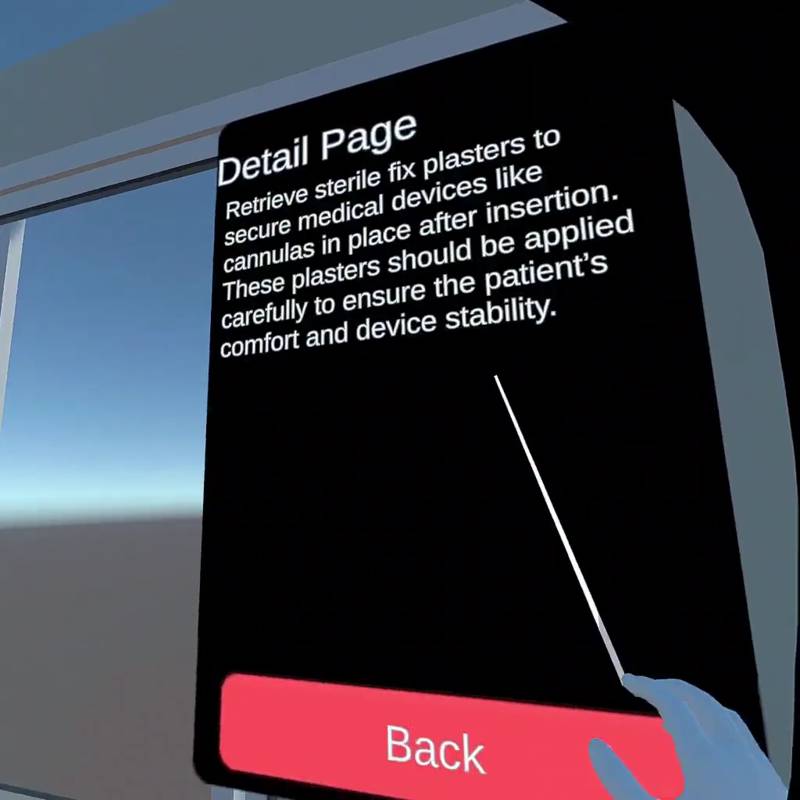 Detail Page
Retrieve sterile fix plasters to
secure medical devices like
cannulas in place after insertion.
These plasters should be applied
carefully to ensure the patient's
comfort and device stability.
Back